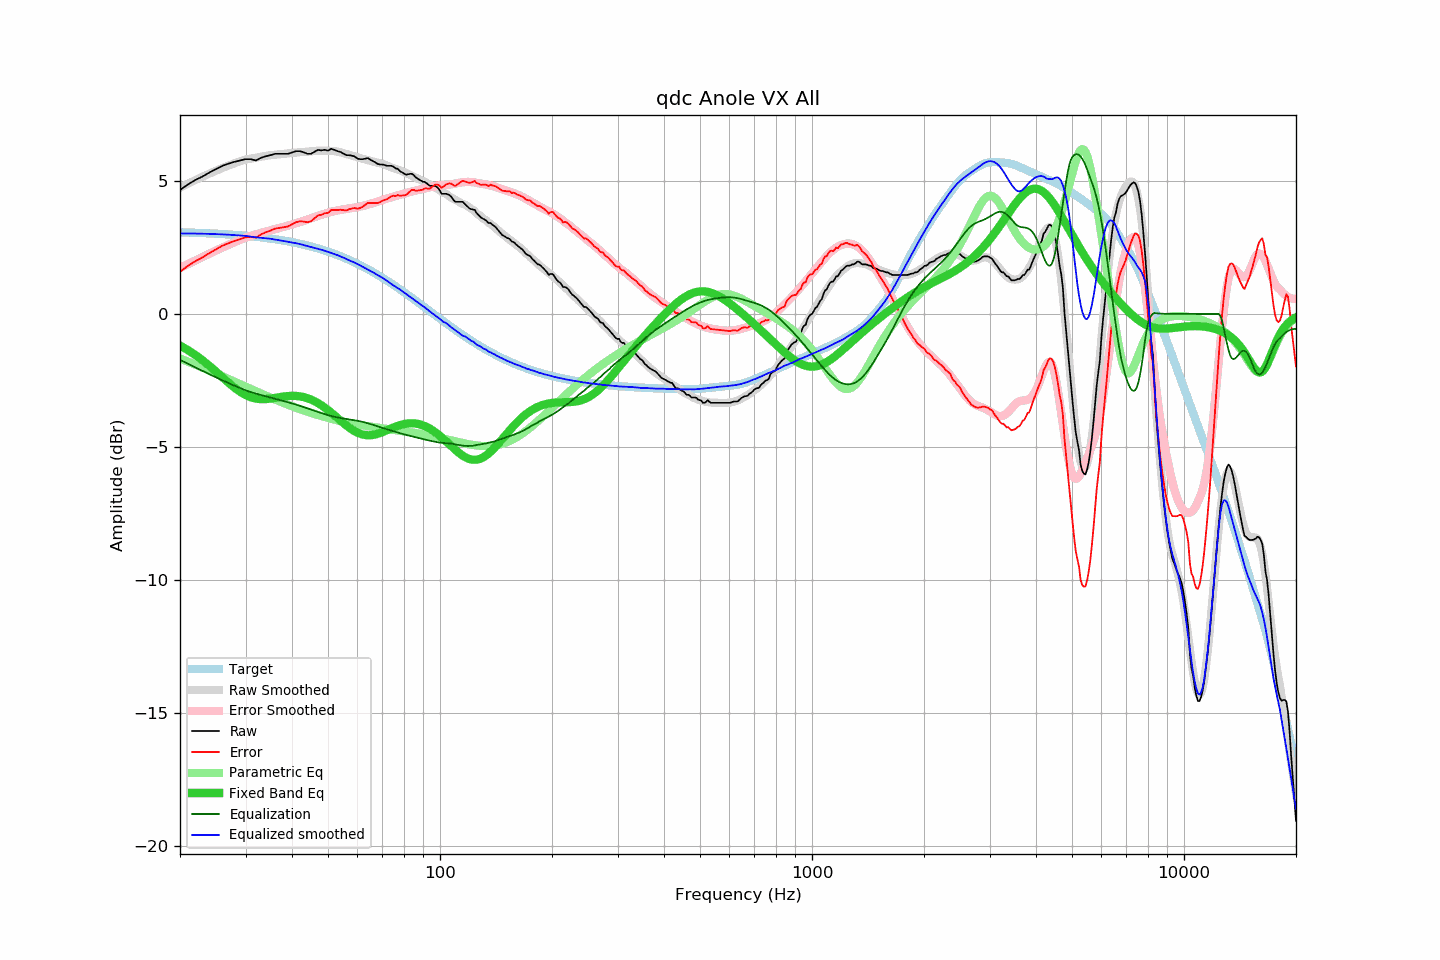 qdc Anole VX All
Amplitude (dBr)
5
0
−5
−10
−15
−20
Target
Raw Smoothed
Error Smoothed
Raw
Error
Parametric Eq
Fixed Band Eq
Equalization
Equalized smoothed
100
1000
10000
Frequency (Hz)